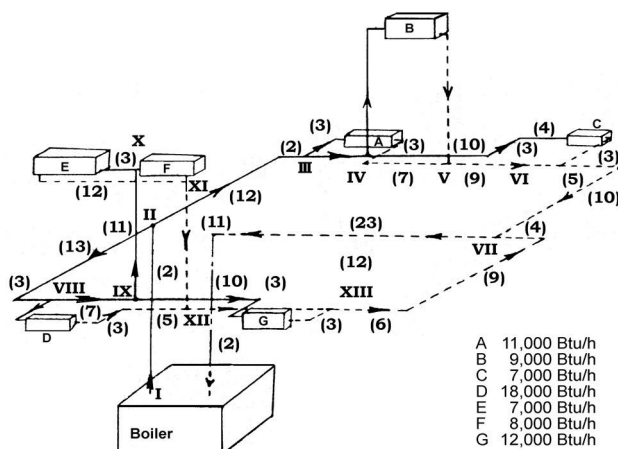 B
(3)
(4)
C
X
(2)
A
(3)
(10)
(3)
(3)
E
(3)
F
III
IV
(7)
V
(9)
VI
(5)
(12)
XI
(12)
(10)
(11)
II
(11)
(23)
(4)
(13)
VII
(2)
(12)
(9)
(3)
VIII
IX
(10)
(3)
XIII
(7)
(3)
(5)
XII
G
(3)
(6)
D
(2)
I
Boiler
A 11,000 Btu/h
B 9,000 Btu/h
C 7,000 Btu/h
D 18,000 Btu/h
E 7,000 Btu/h
F 8,000 Btu/h
G 12,000 Btu/h